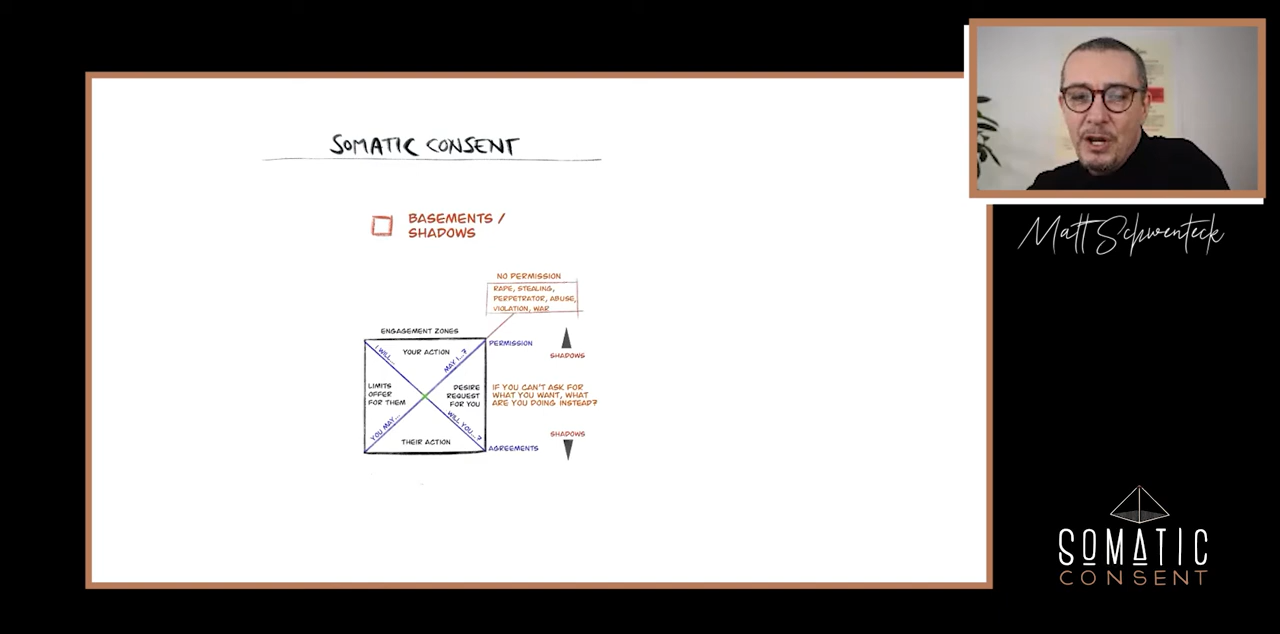 SOMATIC CONSENT
BASEMENTS /
SHADOWS
NO PERMISSION
RAPE, STEALING,
PERPETRATOR, ABUSE,
VIOLATION, WAR
ENGAGEMENT ZONES
PERMISSION
SHADOWS
I WILL...
YOUR ACTION
MAY I...?
LIMITS
OFFER
FOR THEM
DESIRE
REQUEST
FOR YOU
IF YOU CAN'T ASK FOR
WHAT YOU WANT, WHAT
ARE YOU DOING INSTEAD?
YOU MAY...
WILL YOU...?
THEIR ACTION
SHADOWS
AGREEMENTS
Matt Schwenteck
SOMATIC
CONSENT